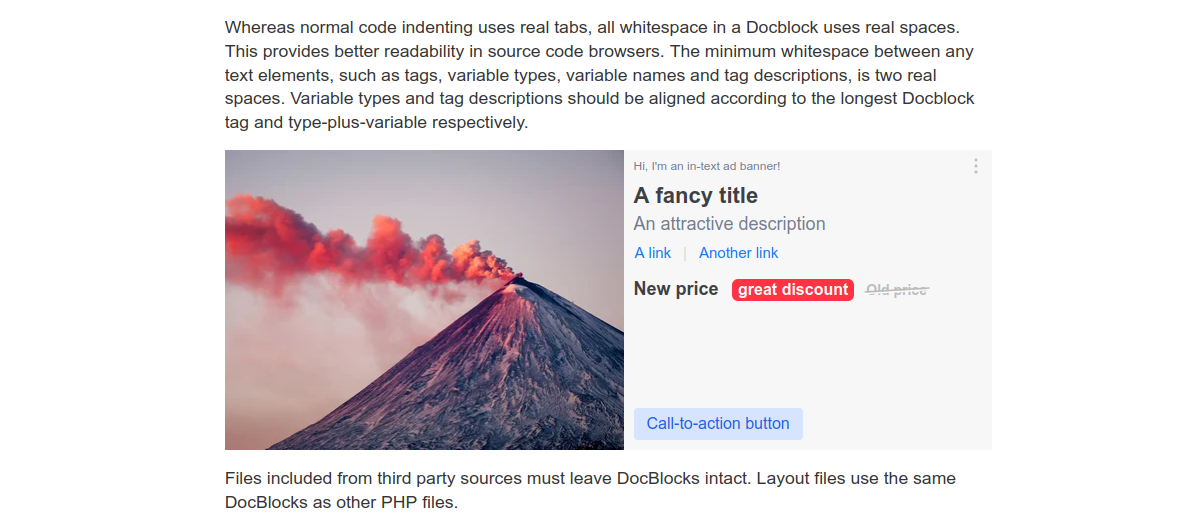 Whereas normal code indenting uses real tabs, all whitespace in a Docblock uses real spaces.
This provides better readability in source code browsers. The minimum whitespace between any
text elements, such as tags, variable types, variable names and tag descriptions, is two real
spaces. Variable types and tag descriptions should be aligned according to the longest Docblock
tag and type-plus-variable respectively.
Hi, I'm an in-text ad banner!
A fancy title
An attractive description
A link | Another link
New price great discount Old price
Call-to-action button
Files included from third party sources must leave DocBlocks intact. Layout files use the same
DocBlocks as other PHP files.